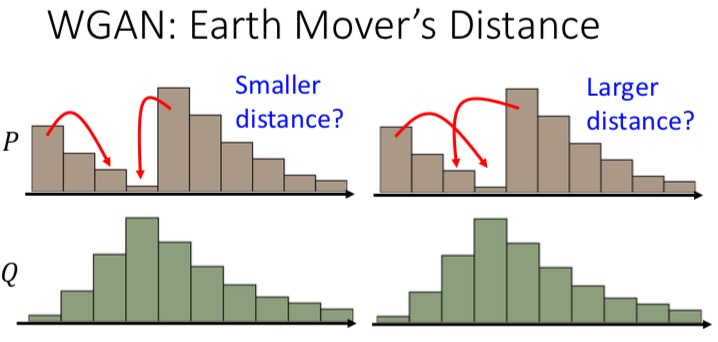 WGAN: Earth Mover’s Distance
Smaller
distance?
Larger
distance?
P
Q